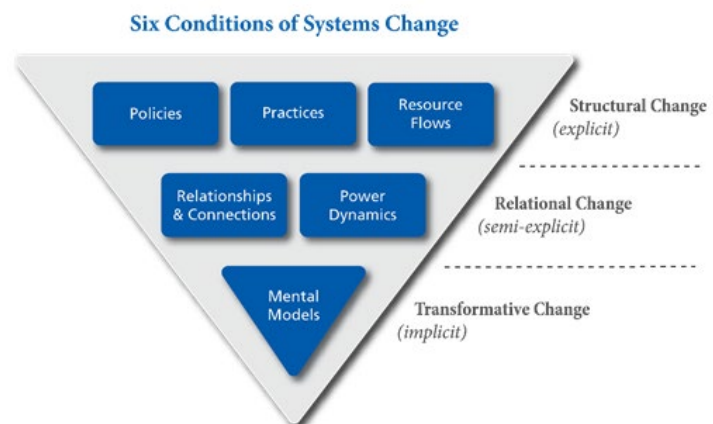 Six Conditions of Systems Change
Policies
Practices
Resource
Flows
Structural Change
(explicit)
Relationships
& Connections
Power
Dynamics
Relational Change
(semi-explicit)
Mental
Models
Transformative Change
(implicit)